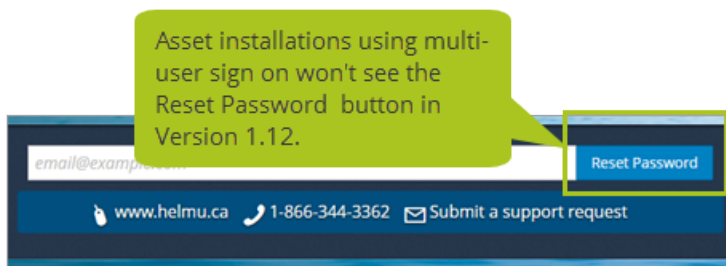 Asset installations using multi-
user sign on won't see the
Reset Password button in
Version 1.12.
email@example.com Reset Password
www.helmu.ca 1-866-344-3362 Submit a support request